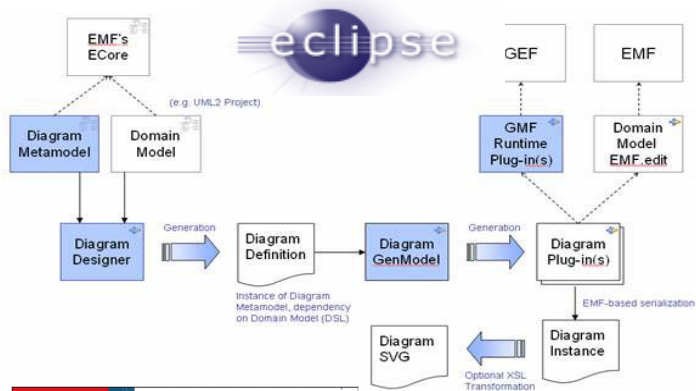 EMF's
ECore
eclipse
GEF
EMF
(e.g. UML2 Project)
Diagram
Metamodel
Domain
Model
GMF
Runtime
Plug-in(s)
Domain
Model
EMF.edit
Diagram
Designer
Generation
Diagram
Definition
Diagram
GenModel
Generation
Diagram
Plug-in(s)
Instance of Diagram
Metamodel, dependency
on Domain Model (DSL)
EMF-based serialization
Diagram
SVG
Optional XSL
Transformation
Diagram
Instance